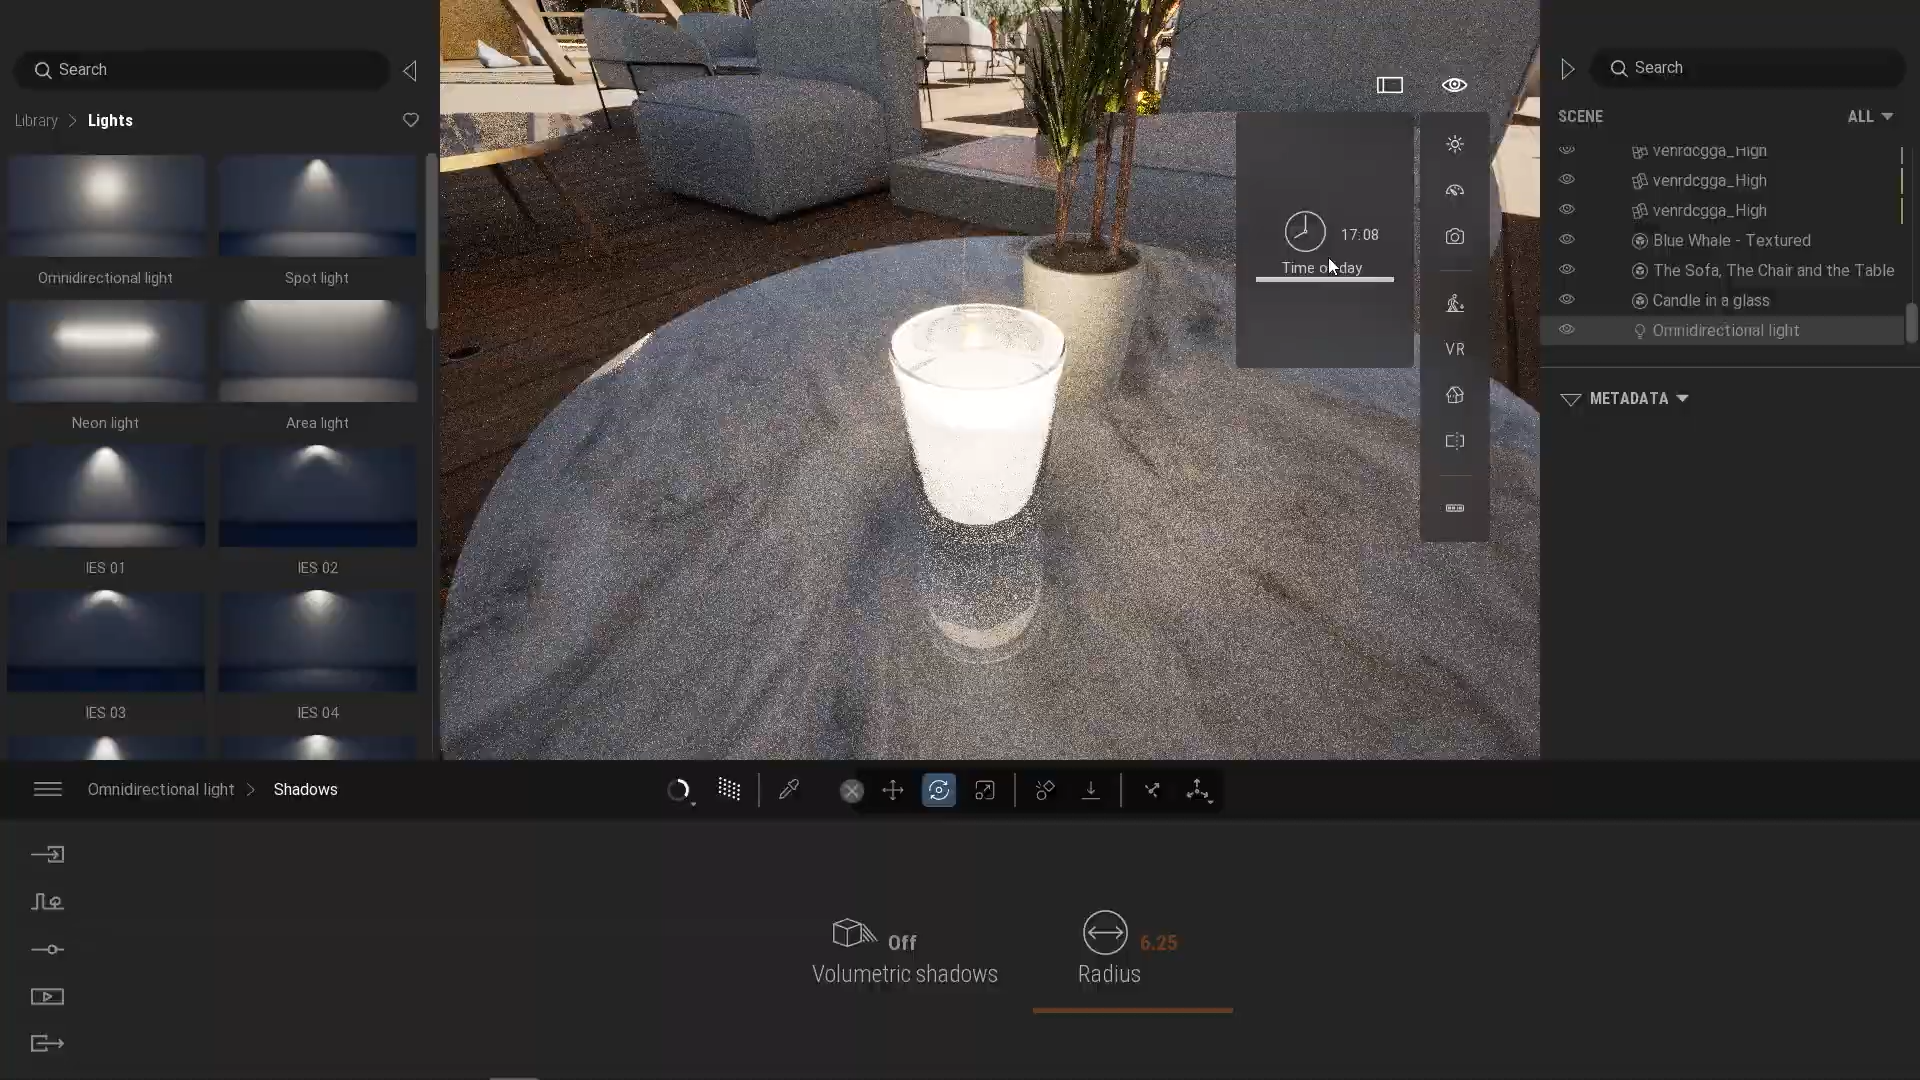 Search
Library > Lights
Omnidirectional light
Spot light
Neon light
Area light
IES 01
IES 02
IES 03
IES 04
17:08
Time of day
VR
Search
SCENE
ALL
venrdcgga_High
venrdcgga_High
venrdcgga_High
Blue Whale - Textured
The Sofa, The Chair and the Table
Candle in a glass
Omnidirectional light
METADATA
Omnidirectional light > Shadows
Off
Volumetric shadows
6.25
Radius